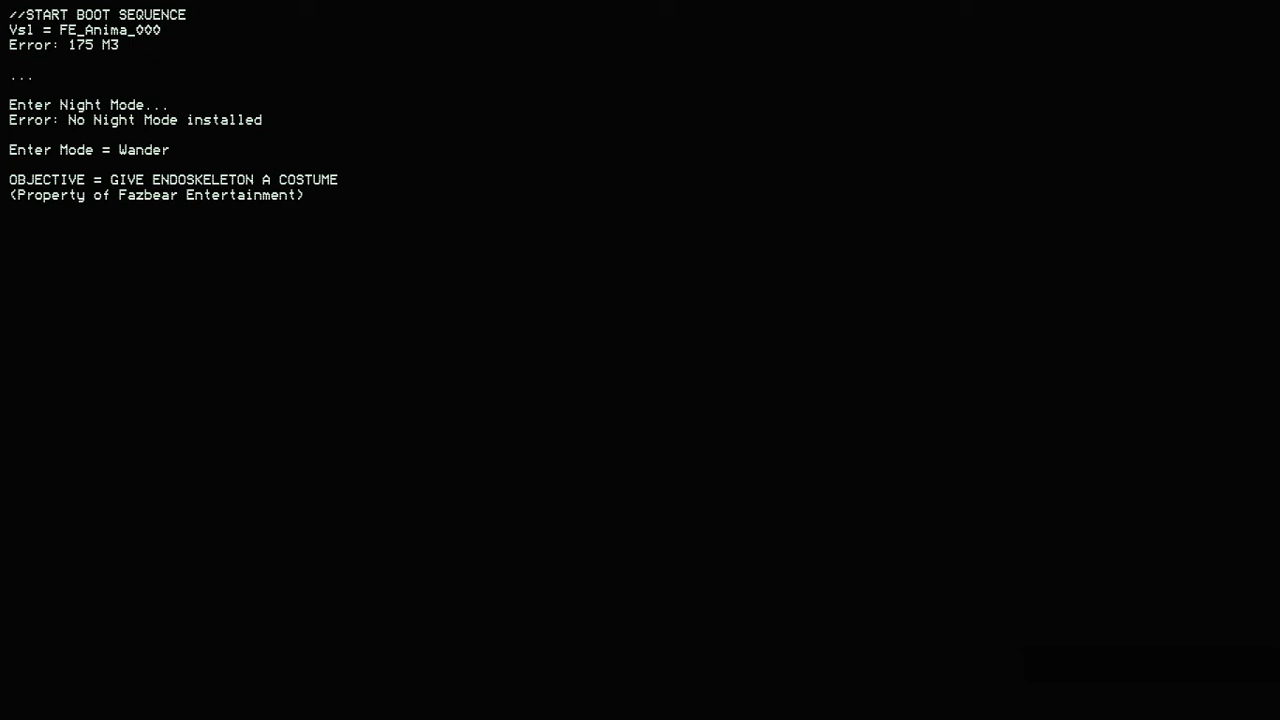 //START BOOT SEQUENCE
Vsl = FE_Anima_000
Error: 175 M3
...
Enter Night Mode...
Error: No Night Mode installed
Enter Mode = Wander
OBJECTIVE = GIVE ENDOSKELETON A COSTUME
(Property of Fazbear Entertainment)